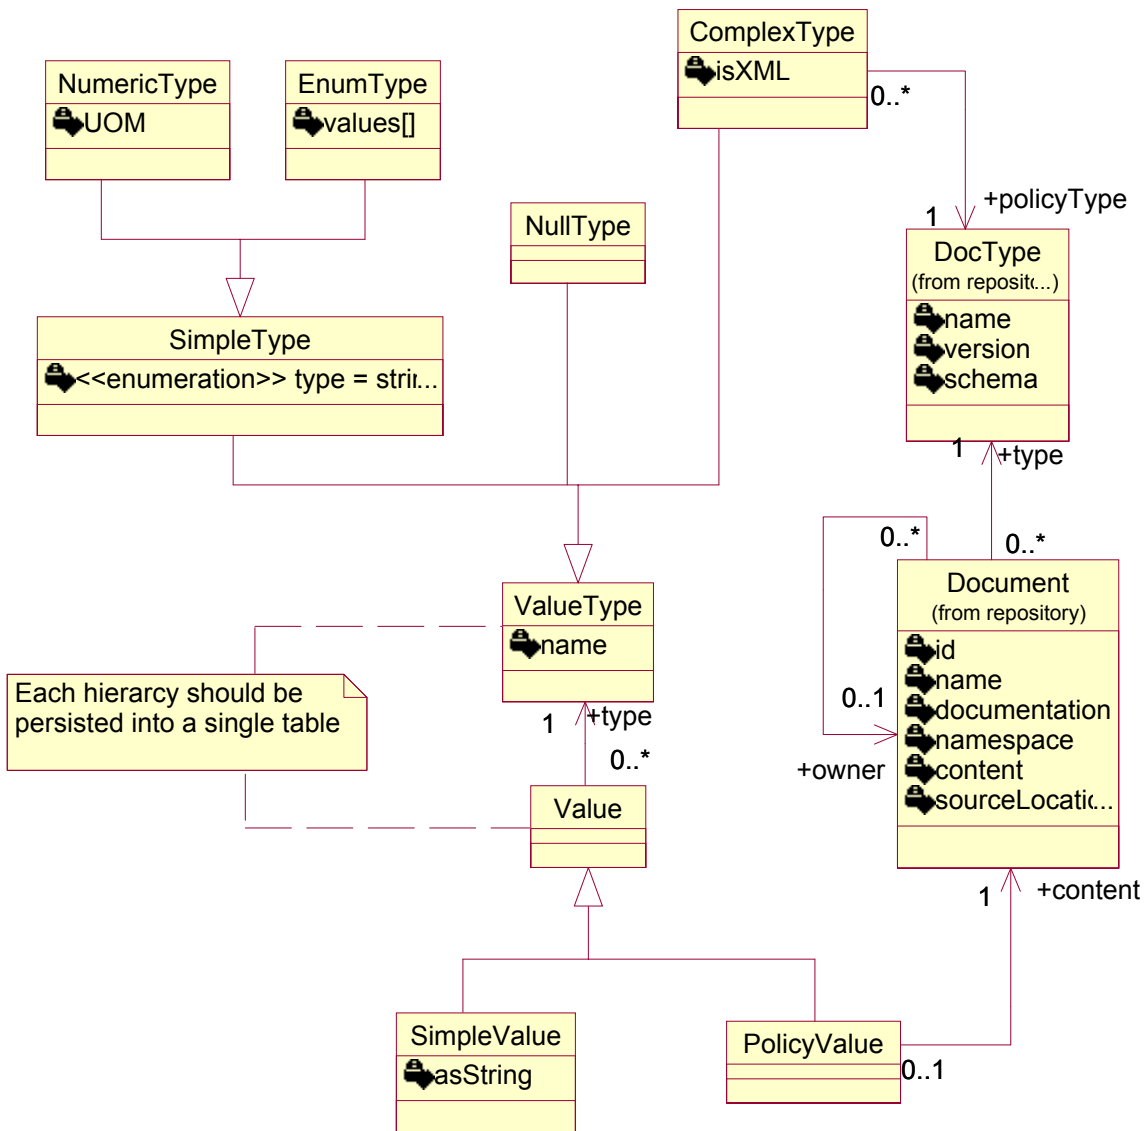 ComplexType
isXML
0..*
NumericType
UOM
EnumType
values[]
NullType
+policyType
1
DocType
(from reposit...)
name
version
schema
SimpleType
<<enumeration>> type = strin...
1
+type
0..*
0..*
ValueType
name
Document
(from repository)
id
name
documentation
namespace
content
sourceLocatic...
Each hierarcy should be
persisted into a single table
0..1
+owner
1
+type
0..*
Value
1
+content
SimpleValue
asString
PolicyValue
0..1